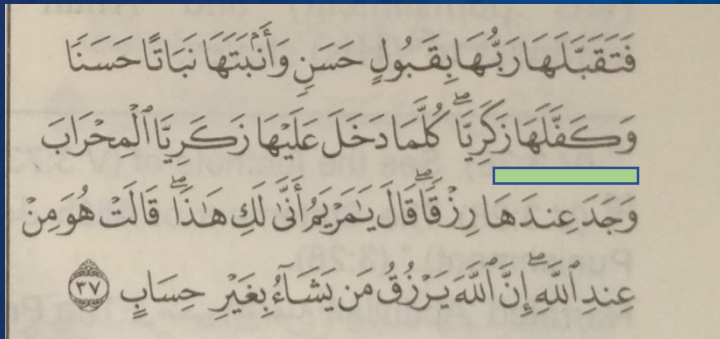 فَتَقَبَّلَهَا رَبُّهَا بِقَبُولٍ حَسَنٍ وَأَنۢبَتَهَا نَبَاتًا حَسَنًا
وَكَفَّلَهَا زَكَرِيَّاۖ كُلَّمَا دَخَلَ عَلَيْهَا زَكَرِيَّا ٱلْمِحْرَابَ
وَجَدَ عِندَهَا رِزْقًاۖ قَالَ يَـٰمَرْيَمُ أَنَّىٰ لَكِ هَـٰذَاۖ قَالَتْ هُوَ مِنْ
عِندِ ٱللَّهِۖ إِنَّ ٱللَّهَ يَرْزُقُ مَن يَشَآءُ بِغَيْرِ حِسَابٍ ٣٧